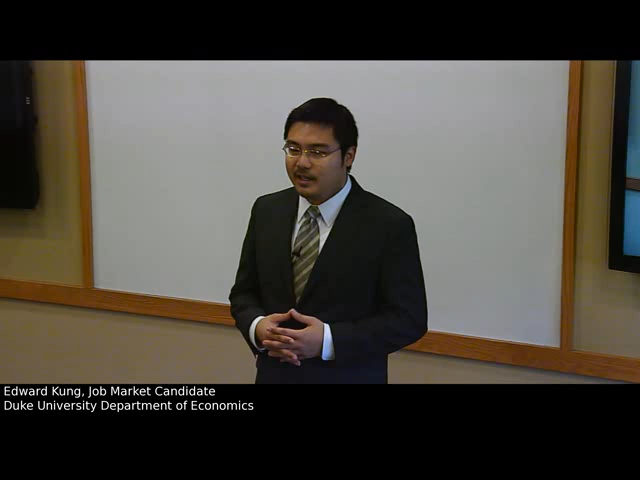 Edward Kung, Job Market Candidate
Duke University Department of Economics